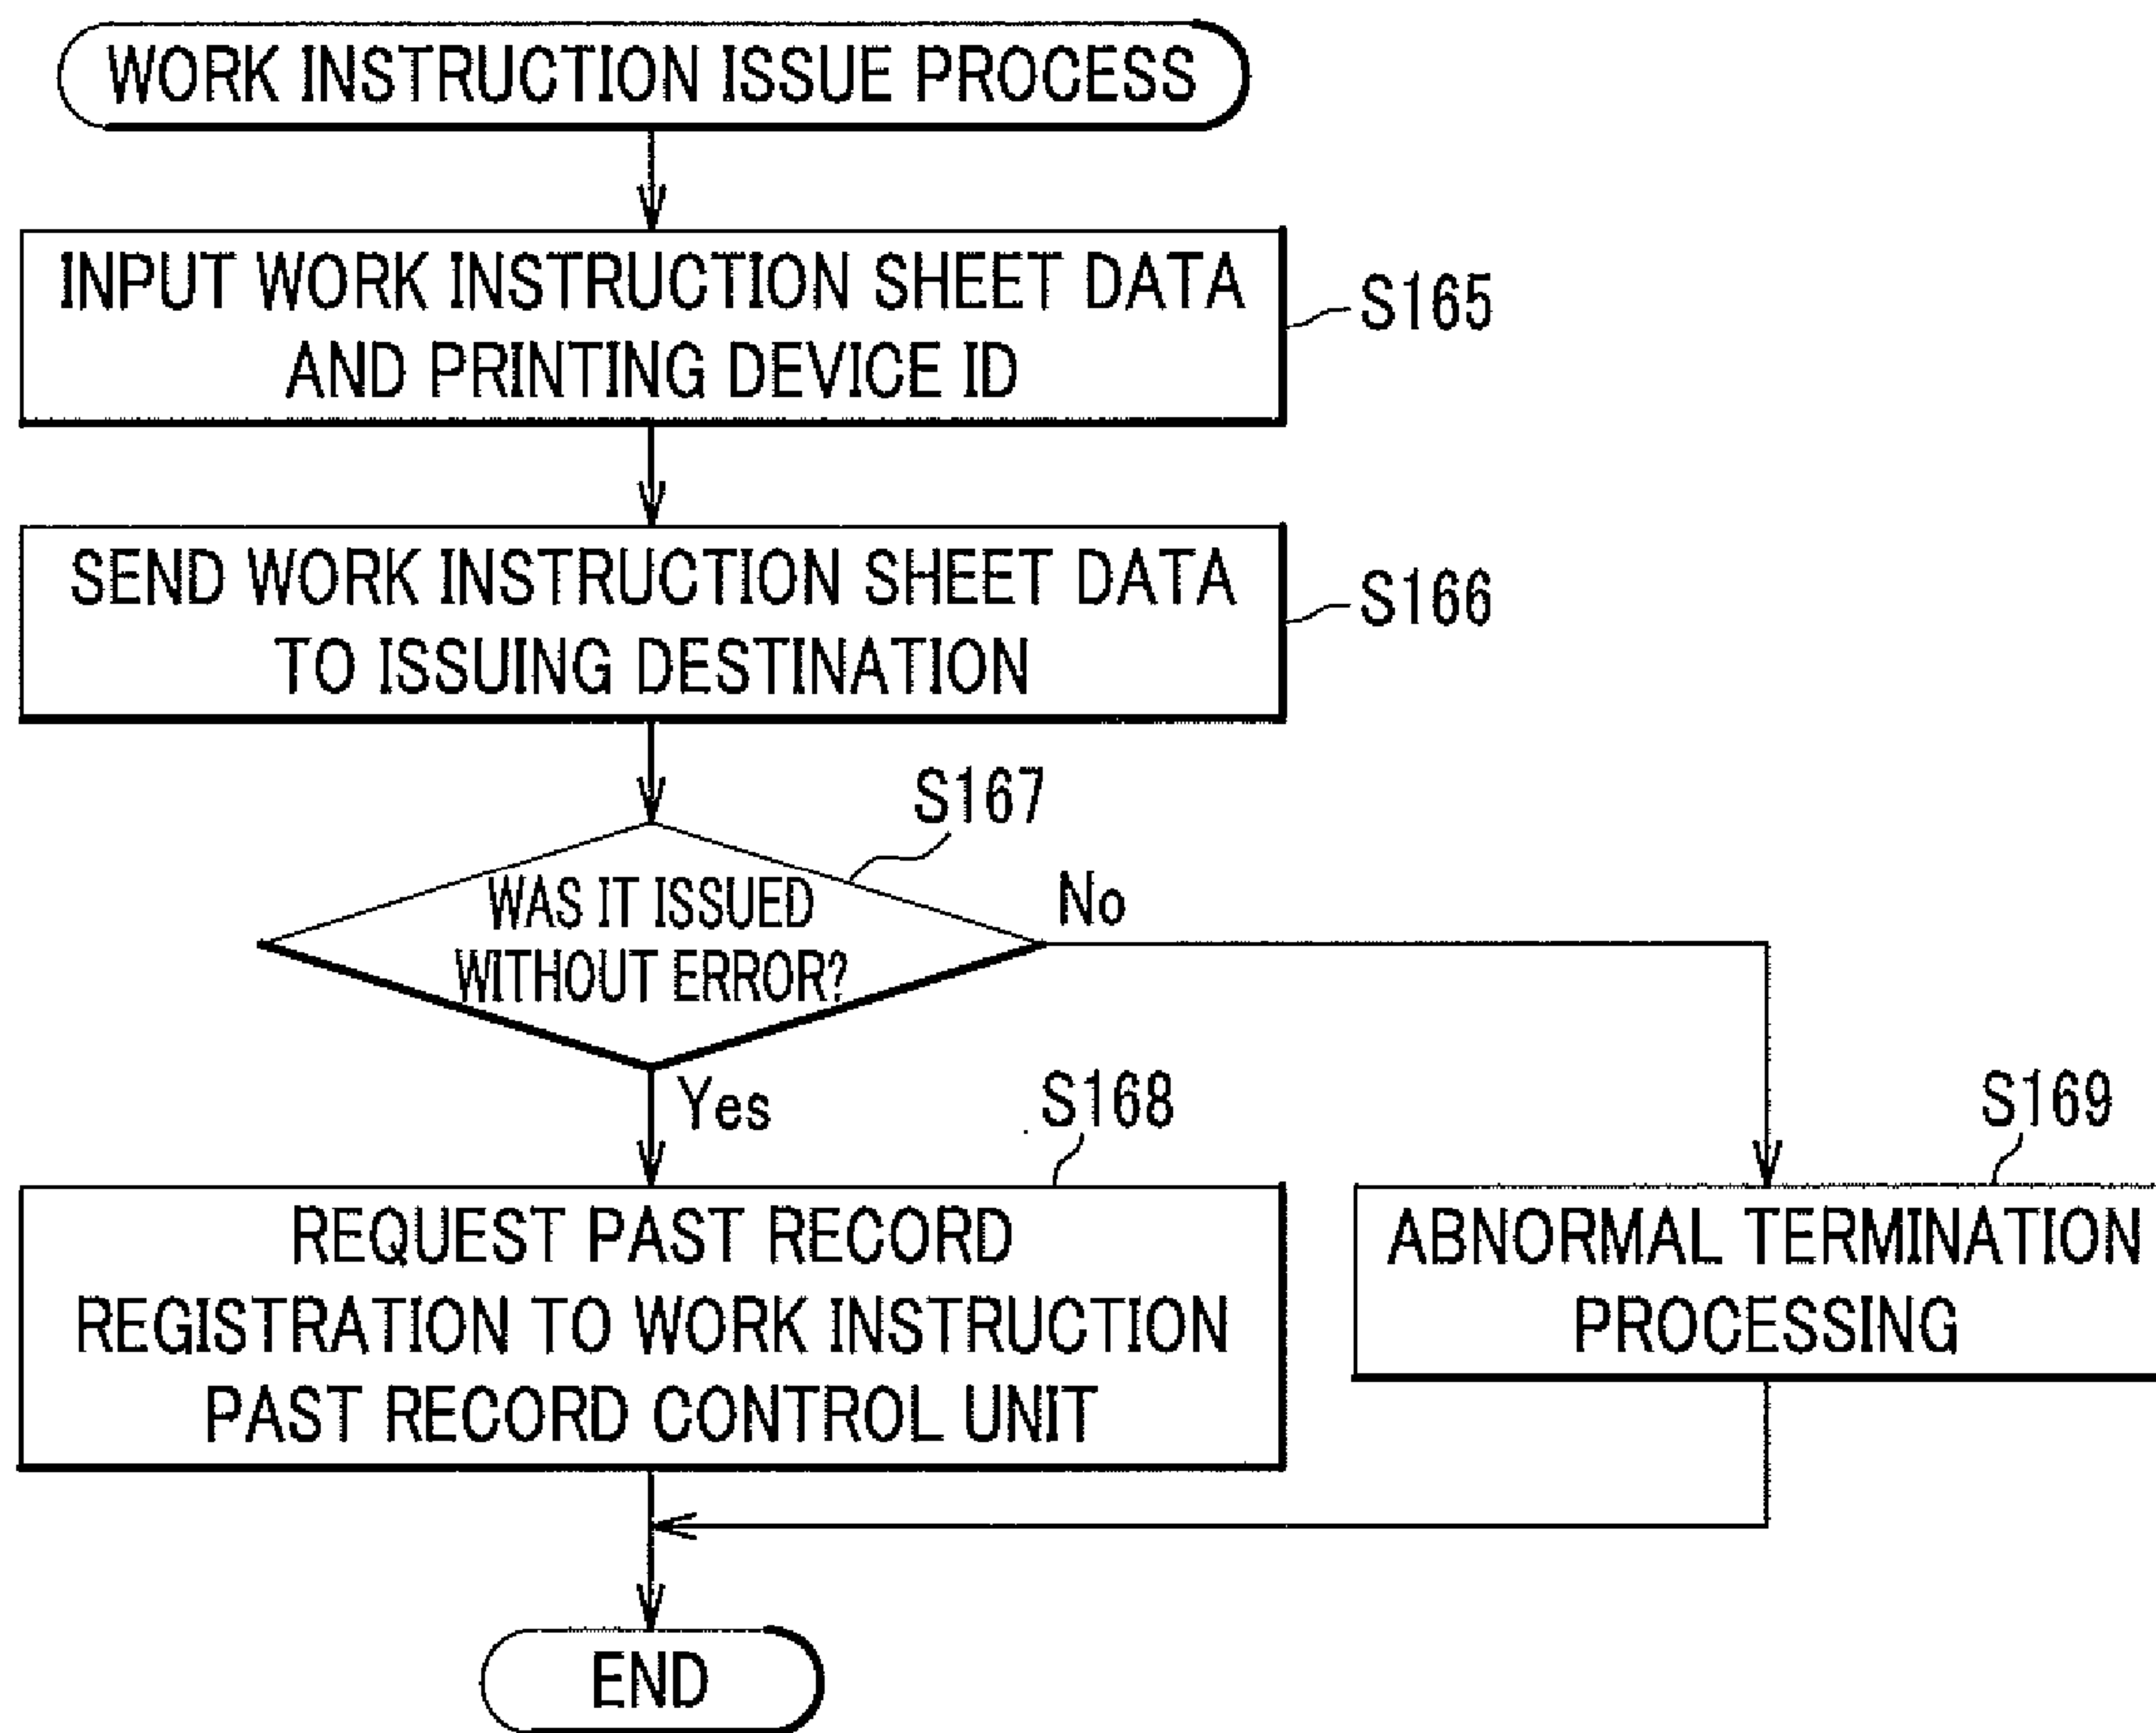 WORK INSTRUCTION ISSUE PROCESS
INPUT WORK INSTRUCTION SHEET DATA
AND PRINTING DEVICE ID
S165
SEND WORK INSTRUCTION SHEET DATA
TO ISSUING DESTINATION
S166
S167
WAS IT ISSUED
WITHOUT ERROR?
No
Yes
S168
REQUEST PAST RECORD
REGISTRATION TO WORK INSTRUCTION
PAST RECORD CONTROL UNIT
S169
ABNORMAL TERMINATION
PROCESSING
END